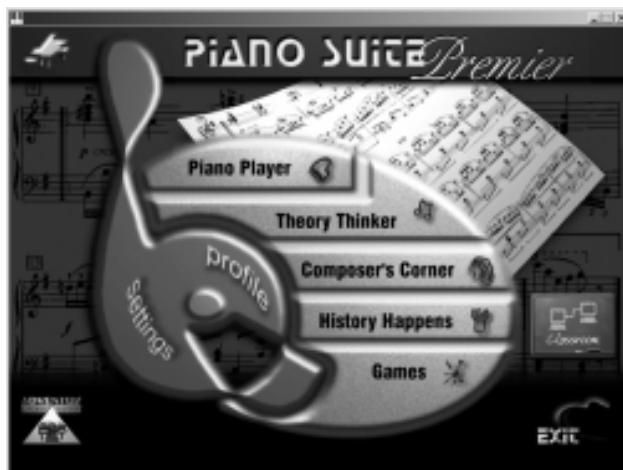 PIANO SUITE Premier
Piano Player
Theory Thinker
profile
Composer's Corner
Settings
History Happens
Classroom
Games
EXIT